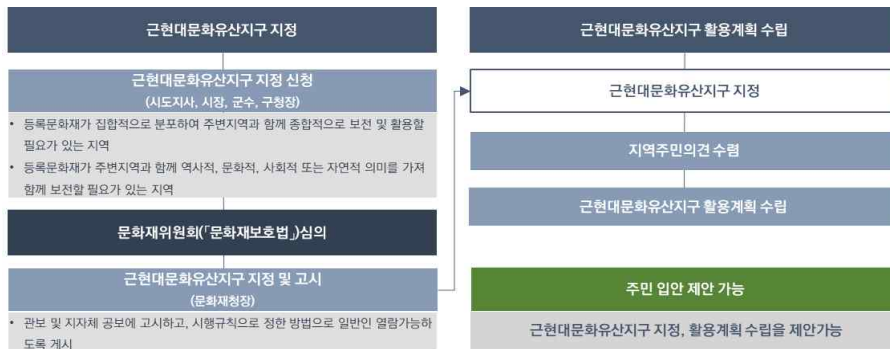 근현대문화유산지구 지정
근현대문화유산지구 지정 신청
(시도지사, 시장, 군수, 구청장)
• 등록문화재가 집합적으로 분포하여 주변지역과 함께 종합적으로 보전 및 활용할
필요가 있는 지역
• 등록문화재가 주변지역과 함께 역사적, 문화적, 사회적 또는 자연적 의미를 가져
함께 보전할 필요가 있는 지역
문화재위원회(「문화재보호법」)심의
근현대문화유산지구 지정 및 고시
(문화재청장)
• 관보 및 지자체 공보에 고시하고, 시행규칙으로 정한 방법으로 일반인 열람가능하
도록 게시
근현대문화유산지구 활용계획 수립
근현대문화유산지구 지정
지역주민의견 수렴
근현대문화유산지구 활용계획 수립
주민 입안 제안 가능
근현대문화유산지구 지정, 활용계획 수립을 제안가능